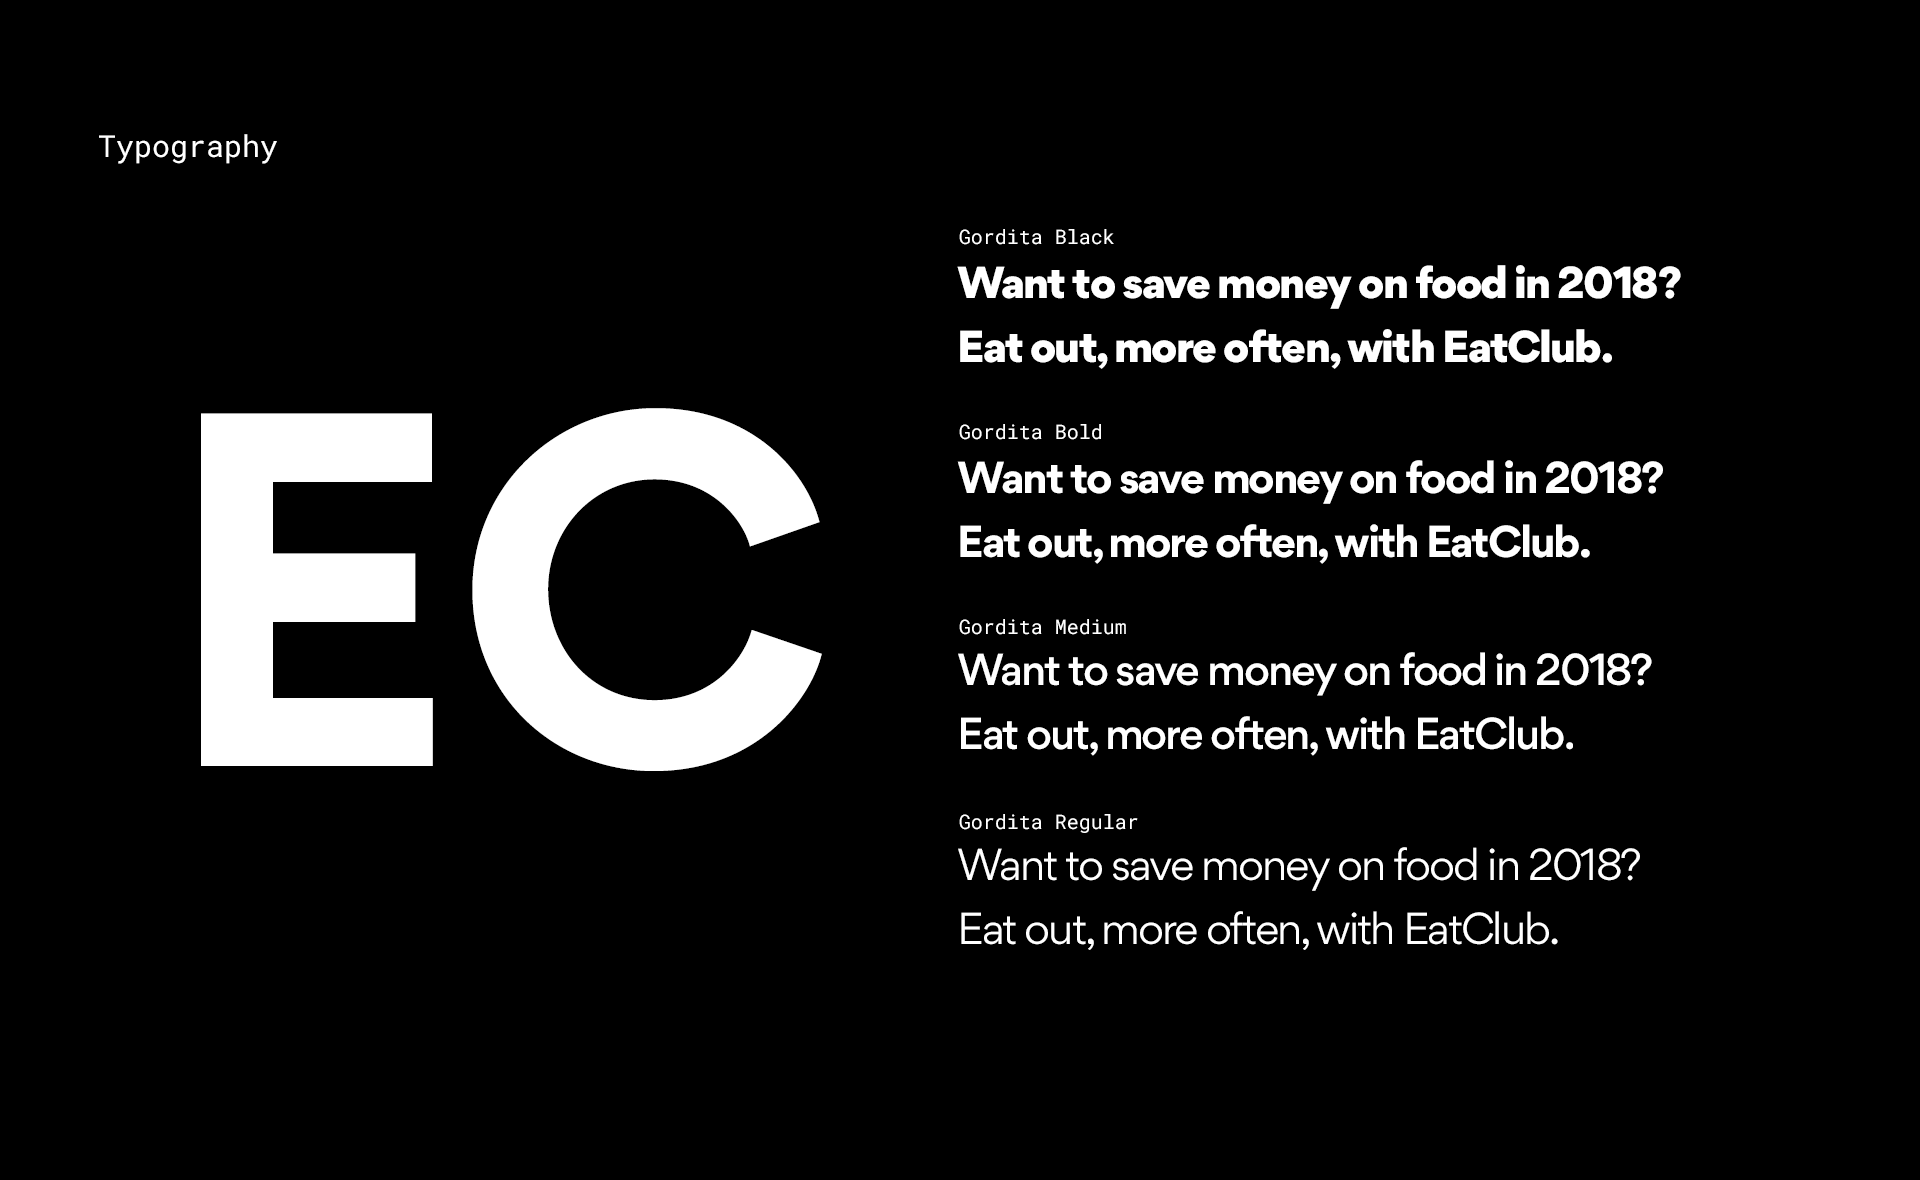 Typography
EC
Gordita Black
Want to save money on food in 2018?
Eat out, more often, with EatClub.
Gordita Bold
Want to save money on food in 2018?
Eat out, more often, with EatClub.
Gordita Medium
Want to save money on food in 2018?
Eat out, more often, with EatClub.
Gordita Regular
Want to save money on food in 2018?
Eat out, more often, with EatClub.